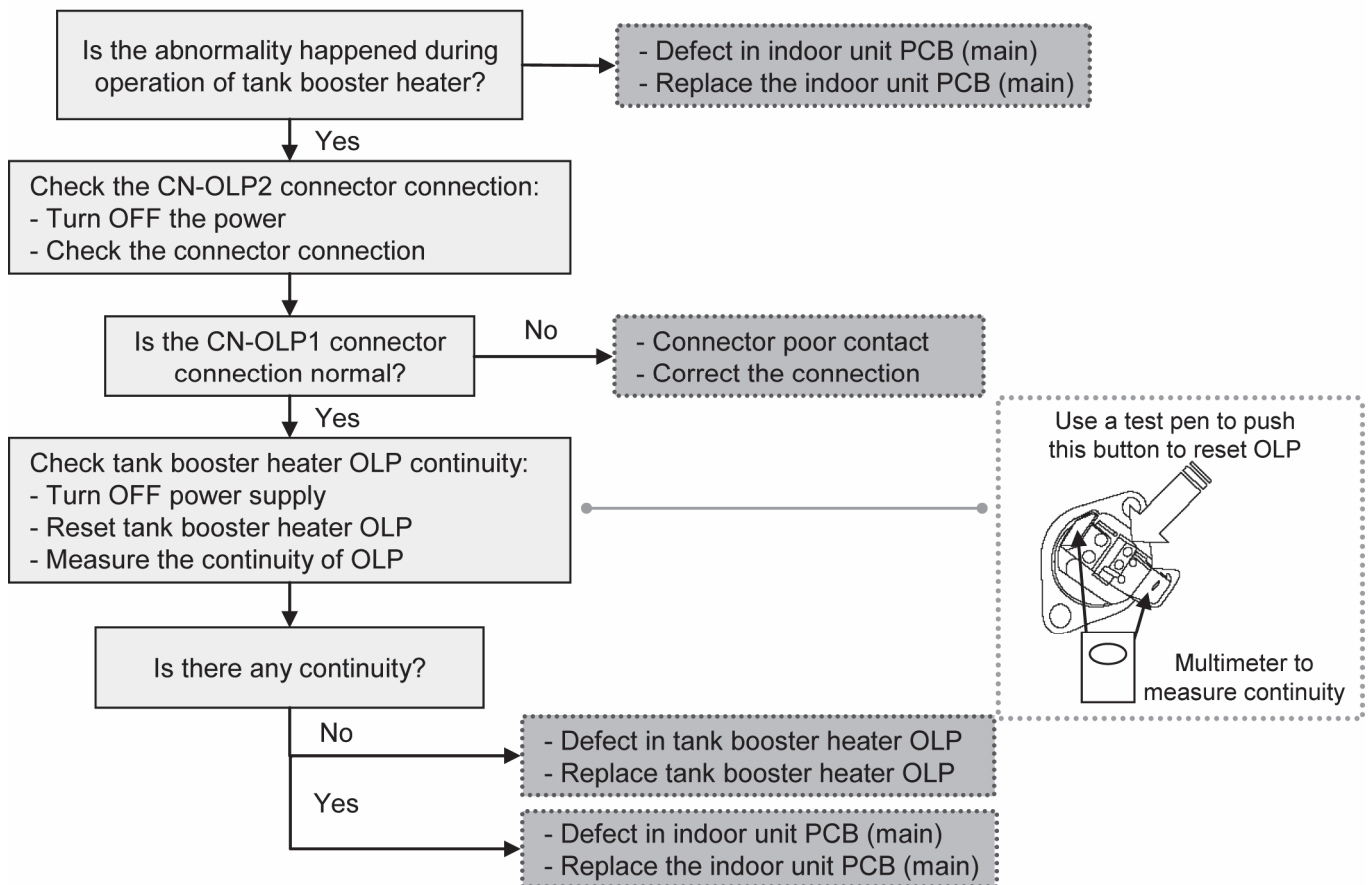 Is the abnormality happened during
operation of tank booster heater?
- Defect in indoor unit PCB (main)
- Replace the indoor unit PCB (main)
Yes
Check the CN-OLP2 connector connection:
- Turn OFF the power
- Check the connector connection
Is the CN-OLP1 connector
connection normal?
No
- Connector poor contact
- Correct the connection
Yes
Check tank booster heater OLP continuity:
- Turn OFF power supply
- Reset tank booster heater OLP
- Measure the continuity of OLP
Use a test pen to push
this button to reset OLP
Multimeter to
measure continuity
Is there any continuity?
No
- Defect in tank booster heater OLP
- Replace tank booster heater OLP
Yes
- Defect in indoor unit PCB (main)
- Replace the indoor unit PCB (main)